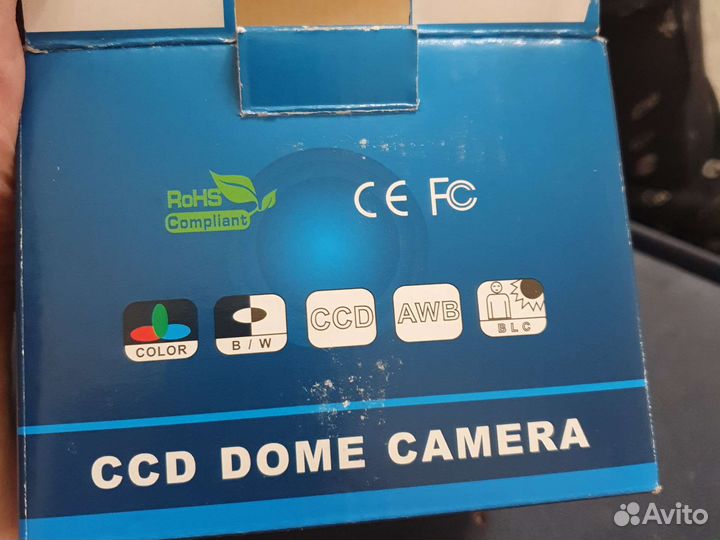 RoHS
Compliant
CE FC
COLOR
B / W
CCD
AWB
BLC
CCD DOME CAMERA
Avito